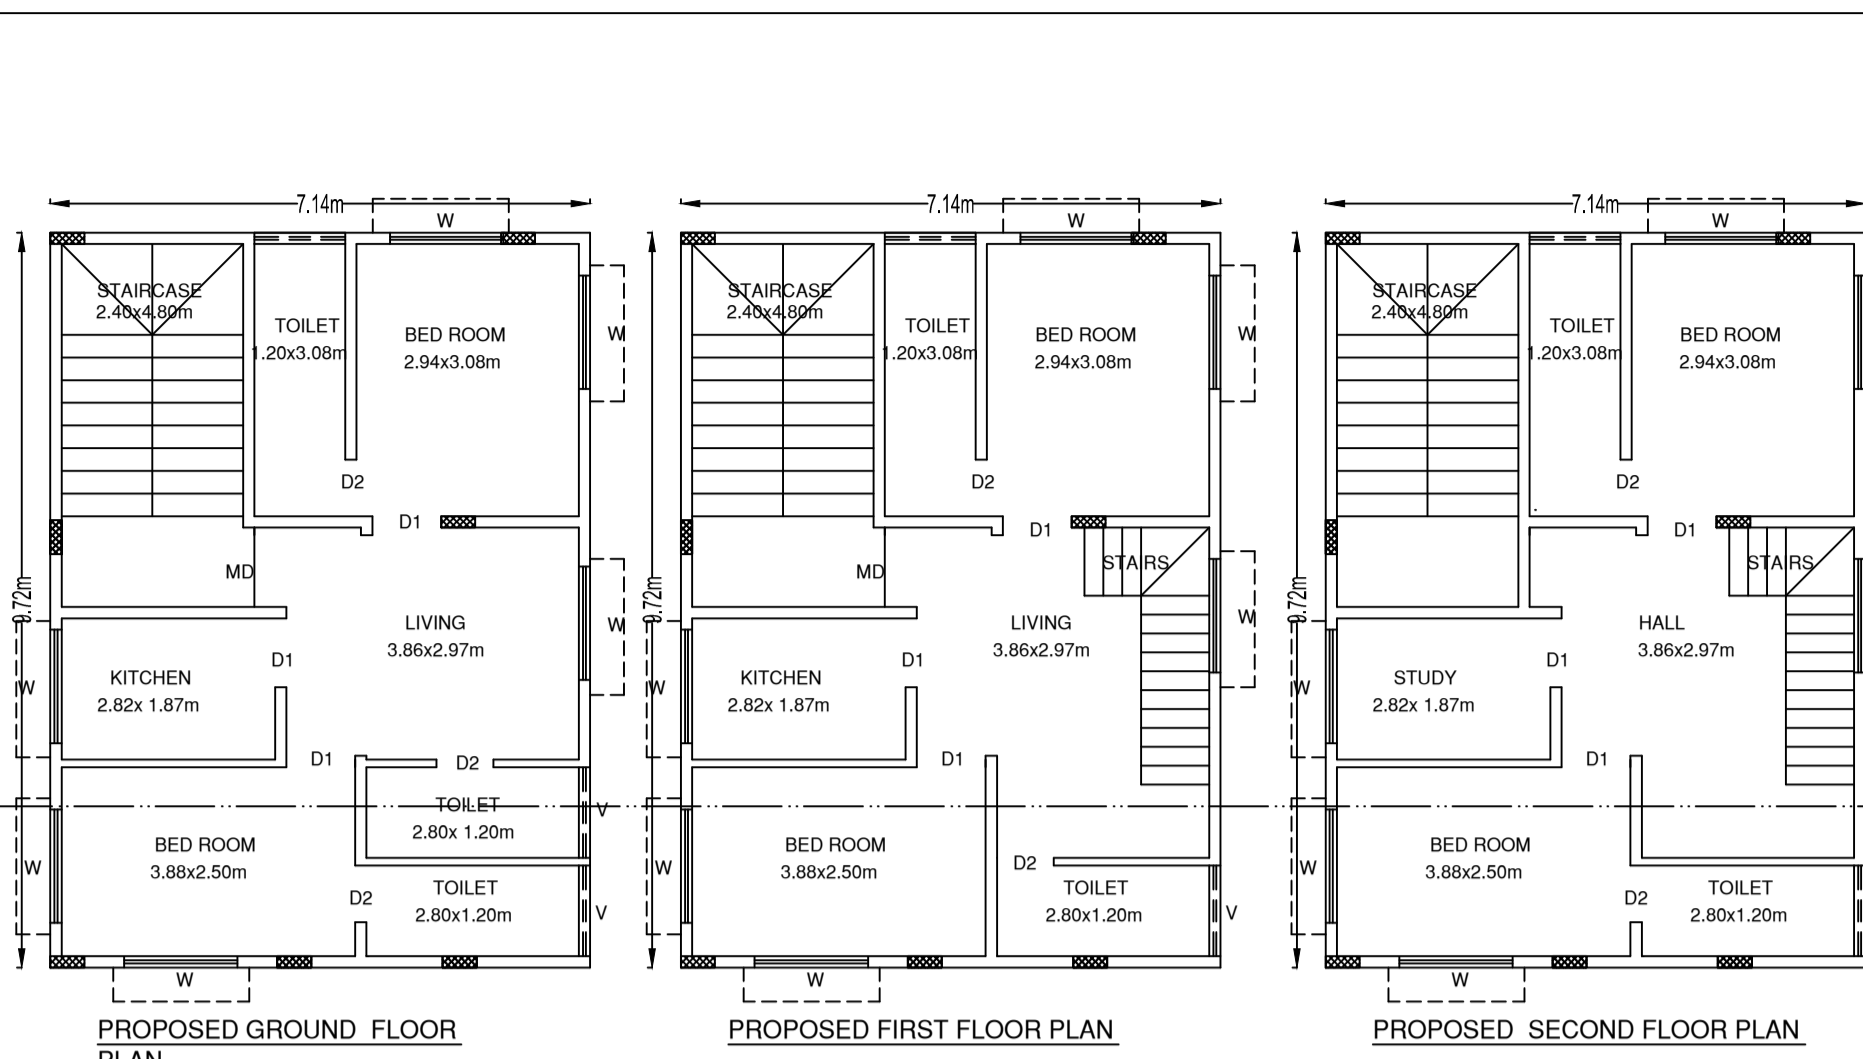 7.14m
W
STAIRCASE
2.40x4.80m
TOILET
1.20x3.08m
BED ROOM
2.94x3.08m
W
D2
D1
MD
9.72m
LIVING
3.86x2.97m
W
D1
KITCHEN
2.82x 1.87m
W
D1
D2
TOILET
2.80x 1.20m
V
BED ROOM
3.88x2.50m
W
D2
TOILET
2.80x1.20m
V
W
PROPOSED GROUND FLOOR
PLAN
7.14m
W
STAIRCASE
2.40x4.80m
TOILET
1.20x3.08m
BED ROOM
2.94x3.08m
W
D2
D1
STAIRS
MD
9.72m
LIVING
3.86x2.97m
W
D1
KITCHEN
2.82x 1.87m
W
D1
BED ROOM
3.88x2.50m
W
D2
TOILET
2.80x1.20m
V
W
PROPOSED FIRST FLOOR PLAN
7.14m
W
STAIRCASE
2.40x4.80m
TOILET
1.20x3.08m
BED ROOM
2.94x3.08m
D2
D1
STAIRS
9.72m
HALL
3.86x2.97m
D1
STUDY
2.82x 1.87m
W
D1
BED ROOM
3.88x2.50m
W
D2
TOILET
2.80x1.20m
W
PROPOSED SECOND FLOOR PLAN